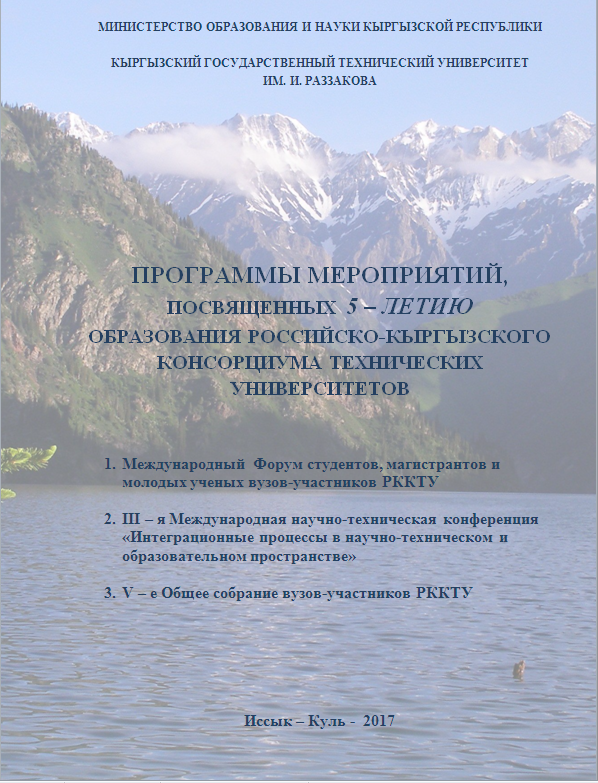 МИНИСТЕРСТВО ОБРАЗОВАНИЯ И НАУКИ КЫРГЫЗСКОЙ РЕСПУБЛИКИ
КЫРГЫЗСКИЙ ГОСУДАРСТВЕННЫЙ ТЕХНИЧЕСКИЙ УНИВЕРСИТЕТ
ИМ. И. РАЗЗАКОВА
ПРОГРАММЫ МЕРОПРИЯТИЙ,
ПОСВЯЩЕННЫХ 5 – ЛЕТИЮ
ОБРАЗОВАНИЯ РОССИЙСКО-КЫРГЫЗСКОГО
КОНСОРЦИУМА ТЕХНИЧЕСКИХ
УНИВЕРСИТЕТОВ
1. Международный Форум студентов, магистрантов и
молодых ученых вузов-участников РККТУ
2. III – я Международная научно-техническая конференция
«Интеграционные процессы в научно-техническом и
образовательном пространстве»
3. V – е Общее собрание вузов-участников РККТУ
Иссык – Куль - 2017